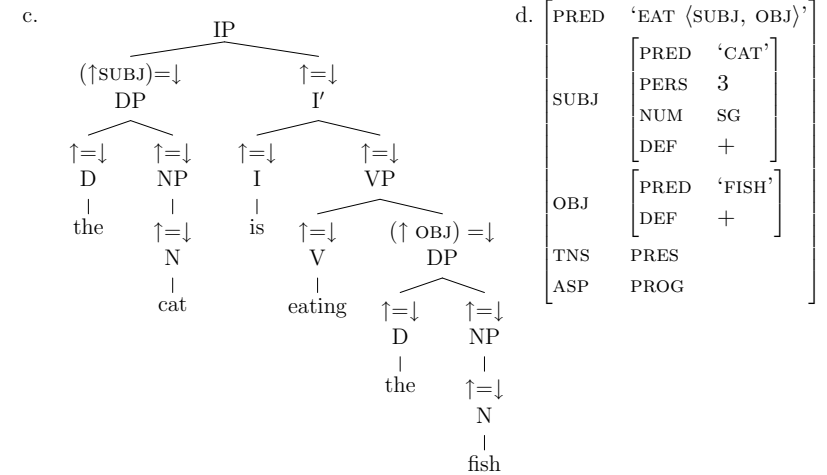 c.
IP
(↑SUBJ)=↓ ↑=↓
DP I′
↑=↓ ↑=↓ ↑=↓ ↑=↓
D NP I VP
the ↑=↓ is ↑=↓ (↑ OBJ) =↓
N V DP
cat eating ↑=↓ ↑=↓
D NP
the ↑=↓
N
fish
d.
PRED ‘EAT ⟨SUBJ, OBJ⟩’
SUBJ
PRED ‘CAT’
PERS 3
NUM SG
DEF +
OBJ
PRED ‘FISH’
DEF +
TNS PRES
ASP PROG